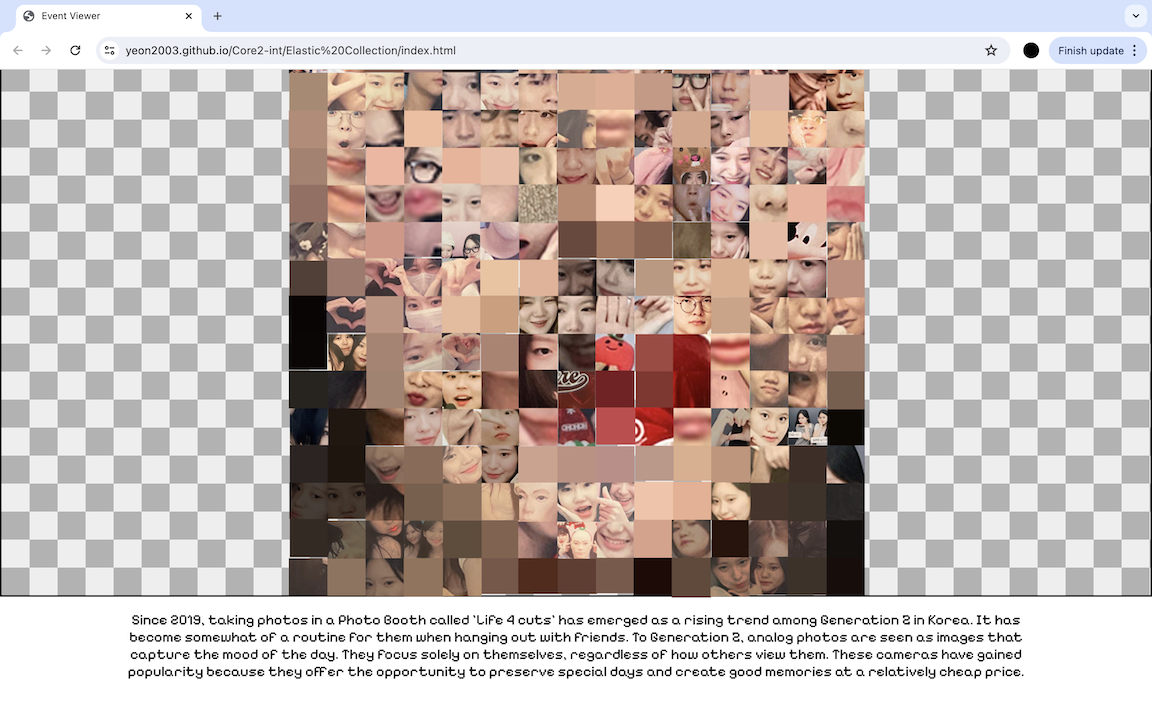 Event Viewer
yeon2003.github.io/Core2-int/Elastic%20Collection/index.html
Finish update
Since 2019, taking photos in a Photo Booth called 'Life 4 cuts' has emerged as a rising trend among Generation Z in Korea. It has
become somewhat of a routine for them when hanging out with friends. To Generation Z, analog photos are seen as images that
capture the mood of the day. They focus solely on themselves, regardless of how others view them. These cameras have gained
popularity because they offer the opportunity to preserve special days and create good memories at a relatively cheap price.